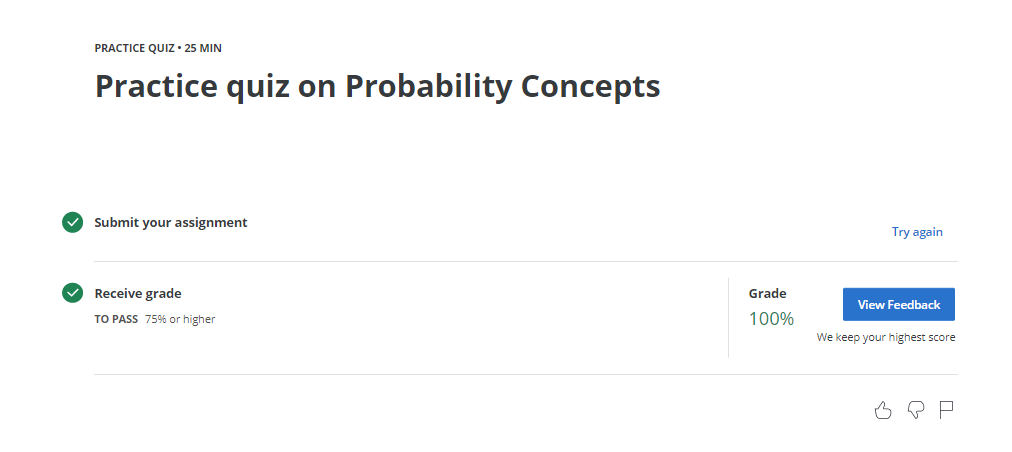 PRACTICE QUIZ • 25 MIN
Practice quiz on Probability Concepts
Submit your assignment
Try again
Receive grade
TO PASS 75% or higher
Grade
100%
View Feedback
We keep your highest score